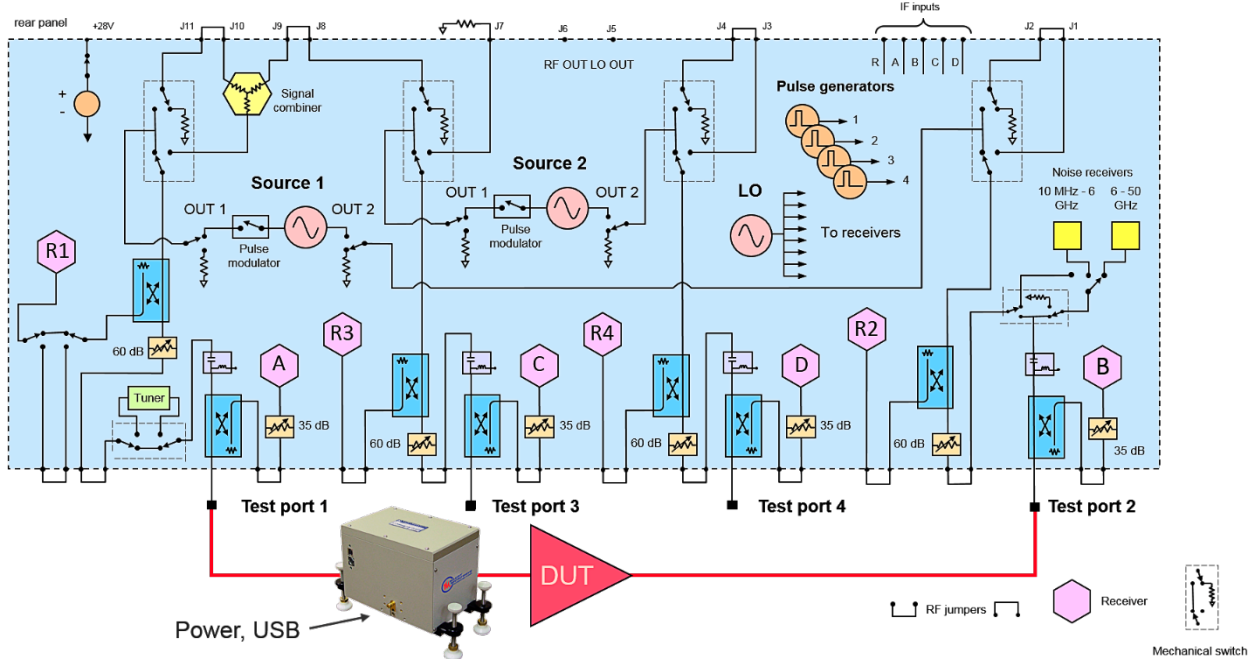 rear panel
+28V
J11
J10
J9
J8
J7
J6
J5
J4
J3
IF inputs
J2
J1
R
A
B
C
D
RF OUT LO OUT
Signal
combiner
+
-
Pulse generators
1
2
3
4
Source 1
Source 2
OUT 1
OUT 2
Pulse
modulator
OUT 1
OUT 2
Pulse
modulator
LO
To receivers
Noise receivers
10 MHz - 6
GHz
6 - 50
GHz
R1
R3
R4
R2
60 dB
A
C
D
B
Tuner
35 dB
60 dB
35 dB
60 dB
35 dB
60 dB
35 dB
Test port 1
Test port 3
Test port 4
Test port 2
DUT
Power, USB
RF jumpers
Receiver
Mechanical switch